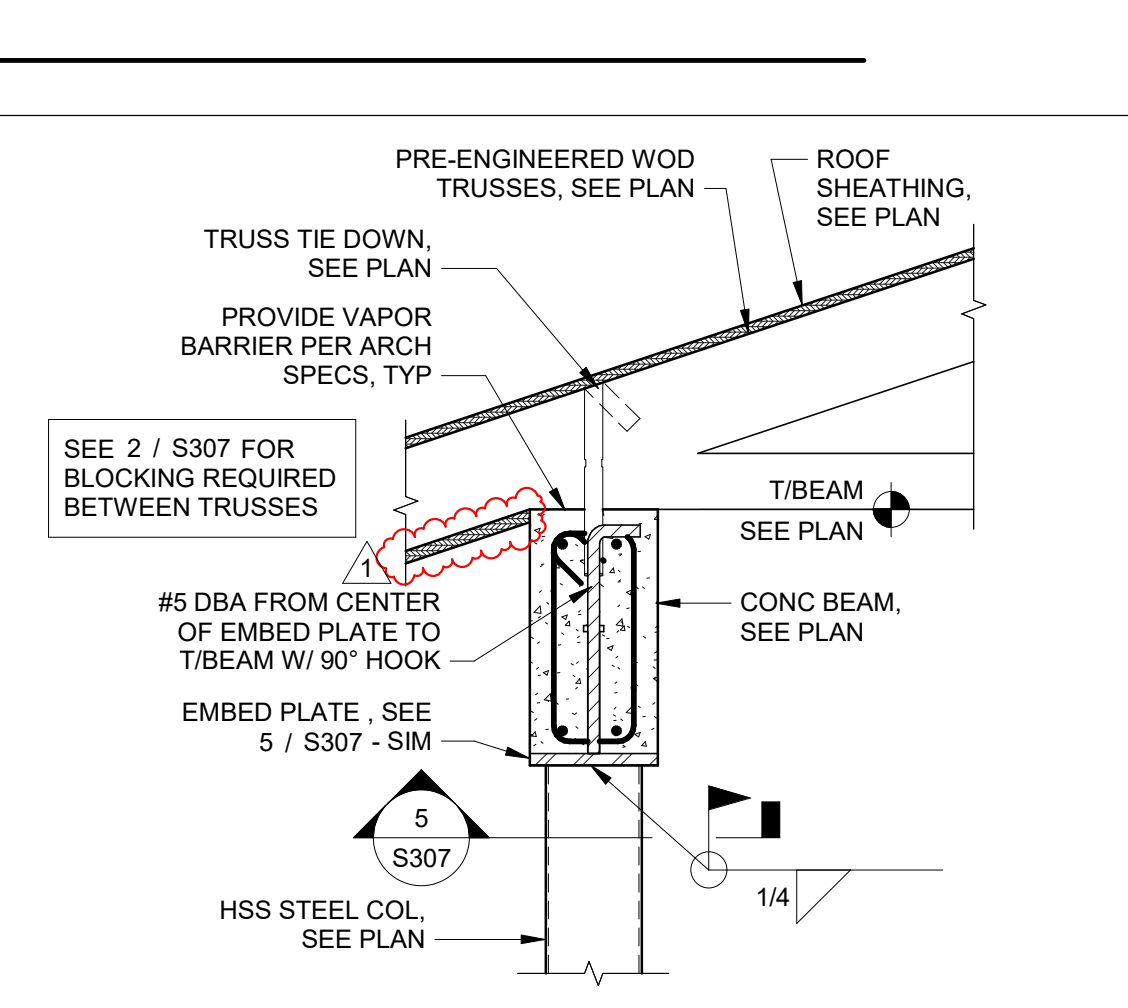 PRE-ENGINEERED WOD
TRUSSES, SEE PLAN
ROOF
SHEATHING,
SEE PLAN
TRUSS TIE DOWN,
SEE PLAN
PROVIDE VAPOR
BARRIER PER ARCH
SPECS, TYP
SEE 2 / S307 FOR
BLOCKING REQUIRED
BETWEEN TRUSSES
T/BEAM
SEE PLAN
1
#5 DBA FROM CENTER
OF EMBED PLATE TO
T/BEAM W/ 90° HOOK
CONC BEAM,
SEE PLAN
EMBED PLATE , SEE
5 / S307 - SIM
5
S307
1/4
HSS STEEL COL,
SEE PLAN